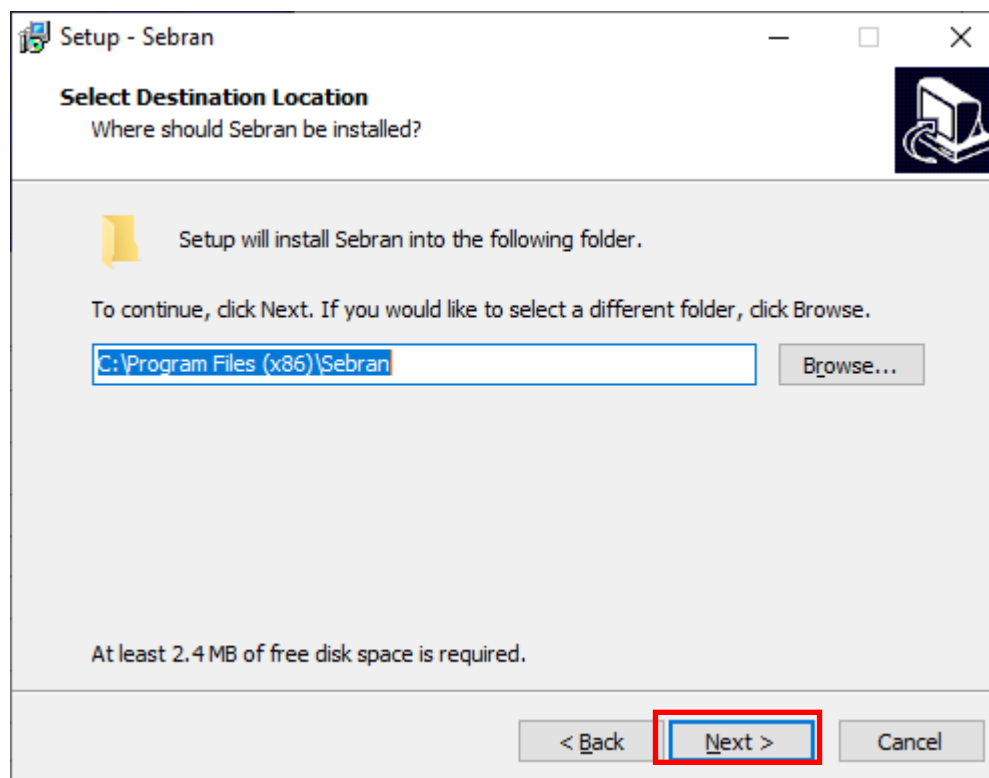 Setup - Sebran
Select Destination Location
Where should Sebran be installed?
Setup will install Sebran into the following folder.
To continue, click Next. If you would like to select a different folder, click Browse.
C:\Program Files (x86)\Sebran
Browse...
At least 2.4 MB of free disk space is required.
< Back
Next >
Cancel